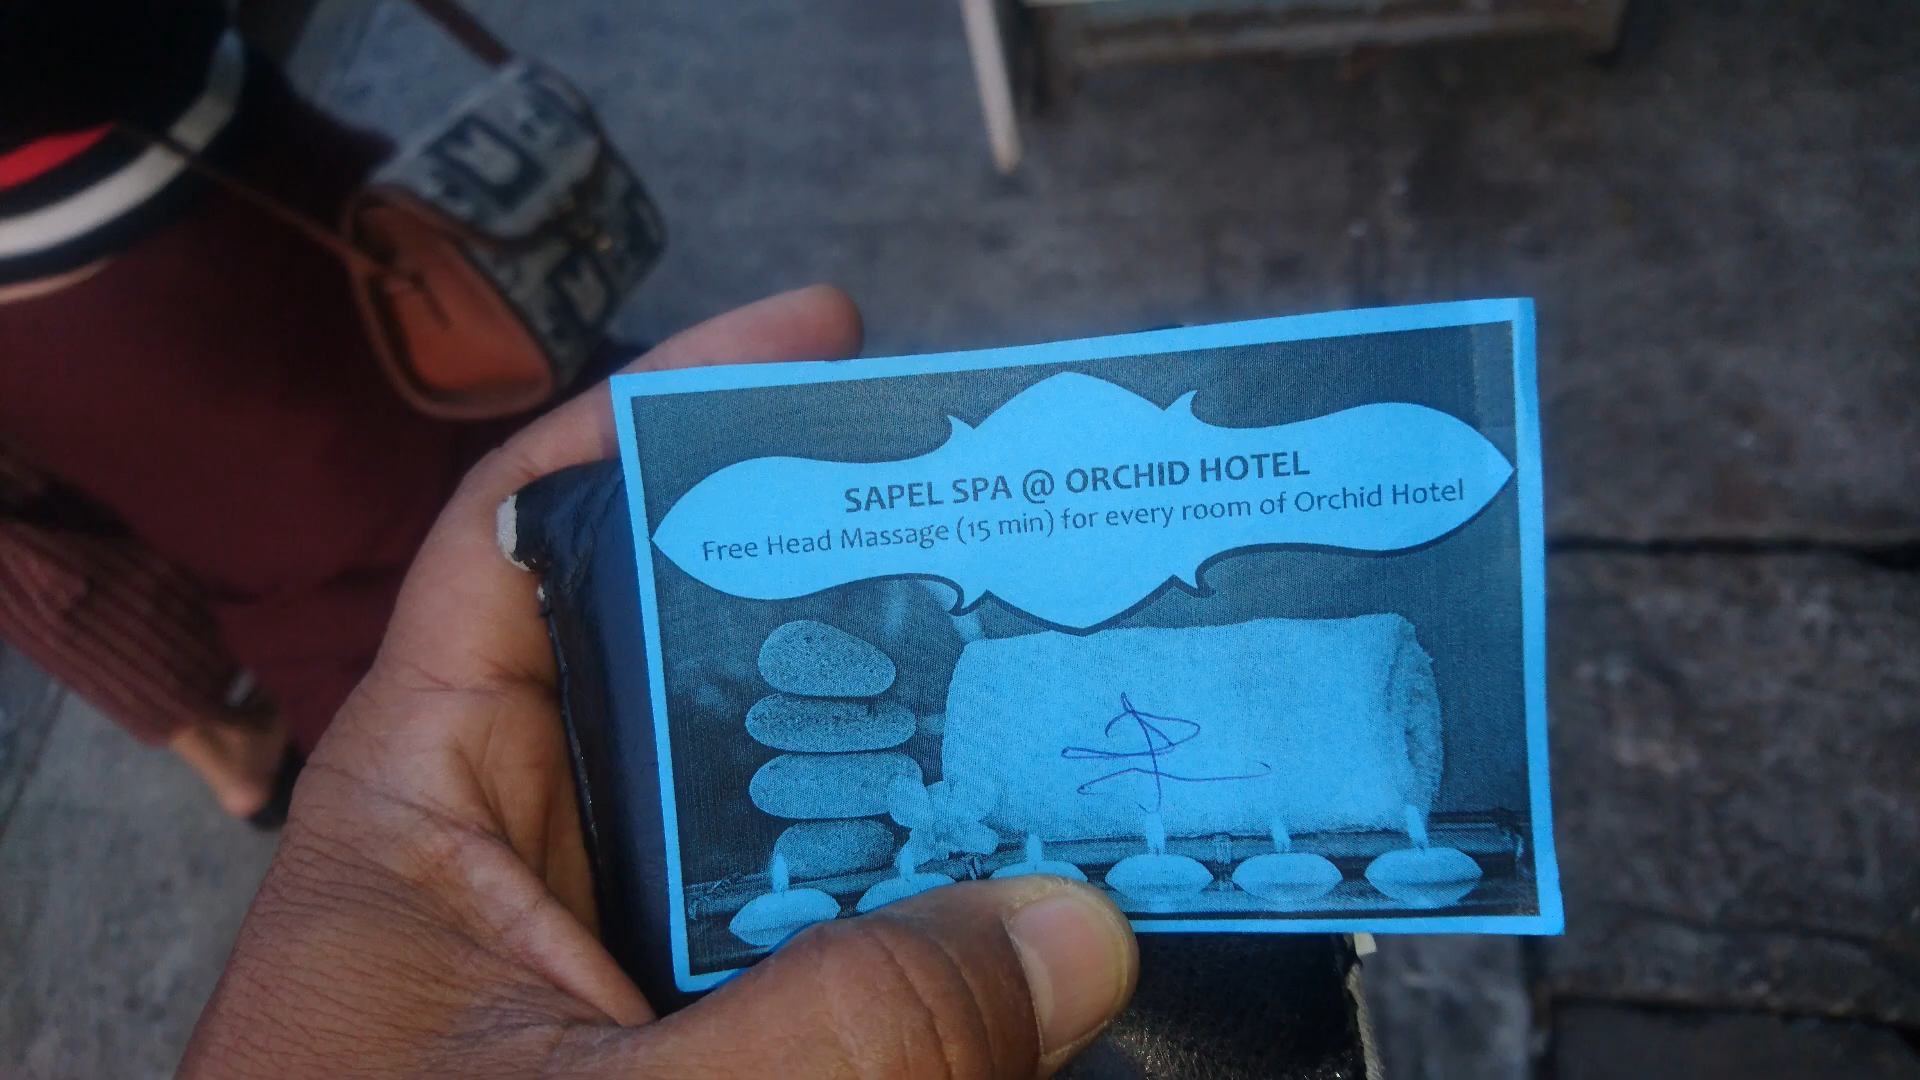 SAPEL SPA @ ORCHID HOTEL
Free Head Massage (15 min) for every room of Orchid Hotel